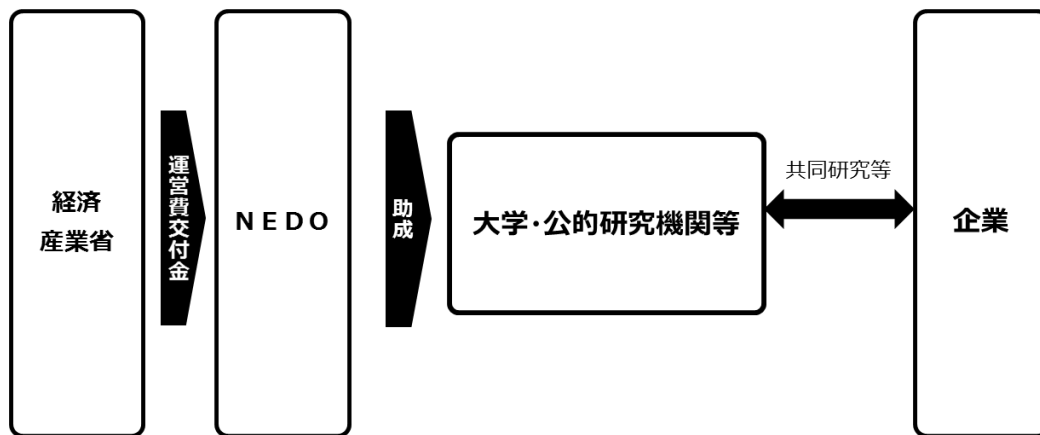 経済
産業省
運営費交付金
NEDO
助成
大学・公的研究機関等
共同研究等
企業